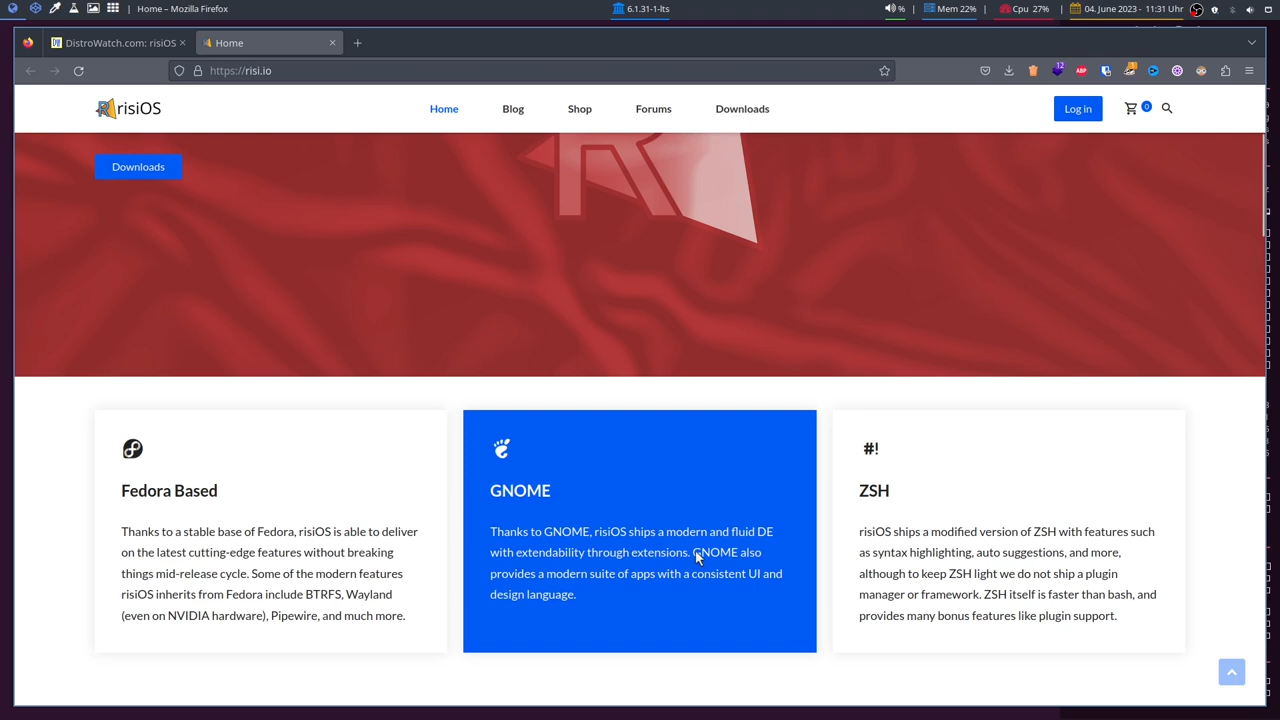 Home – Mozilla Firefox
6.1.31-1-lts
%
Mem 22%
Cpu 27%
04. June 2023 - 11:31 Uhr
DistroWatch.com: risiOS
Home
https://risi.io
12
ABP
risiOS
Home
Blog
Shop
Forums
Downloads
Log in
0
Downloads
R
#!
Fedora Based
Thanks to a stable base of Fedora, risiOS is able to deliver
on the latest cutting-edge features without breaking
things mid-release cycle. Some of the modern features
risiOS inherits from Fedora include BTRFS, Wayland
(even on NVIDIA hardware), Pipewire, and much more.
GNOME
Thanks to GNOME, risiOS ships a modern and fluid DE
with extendability through extensions. GNOME also
provides a modern suite of apps with a consistent UI and
design language.
ZSH
risiOS ships a modified version of ZSH with features such
as syntax highlighting, auto suggestions, and more,
although to keep ZSH light we do not ship a plugin
manager or framework. ZSH itself is faster than bash, and
provides many bonus features like plugin support.